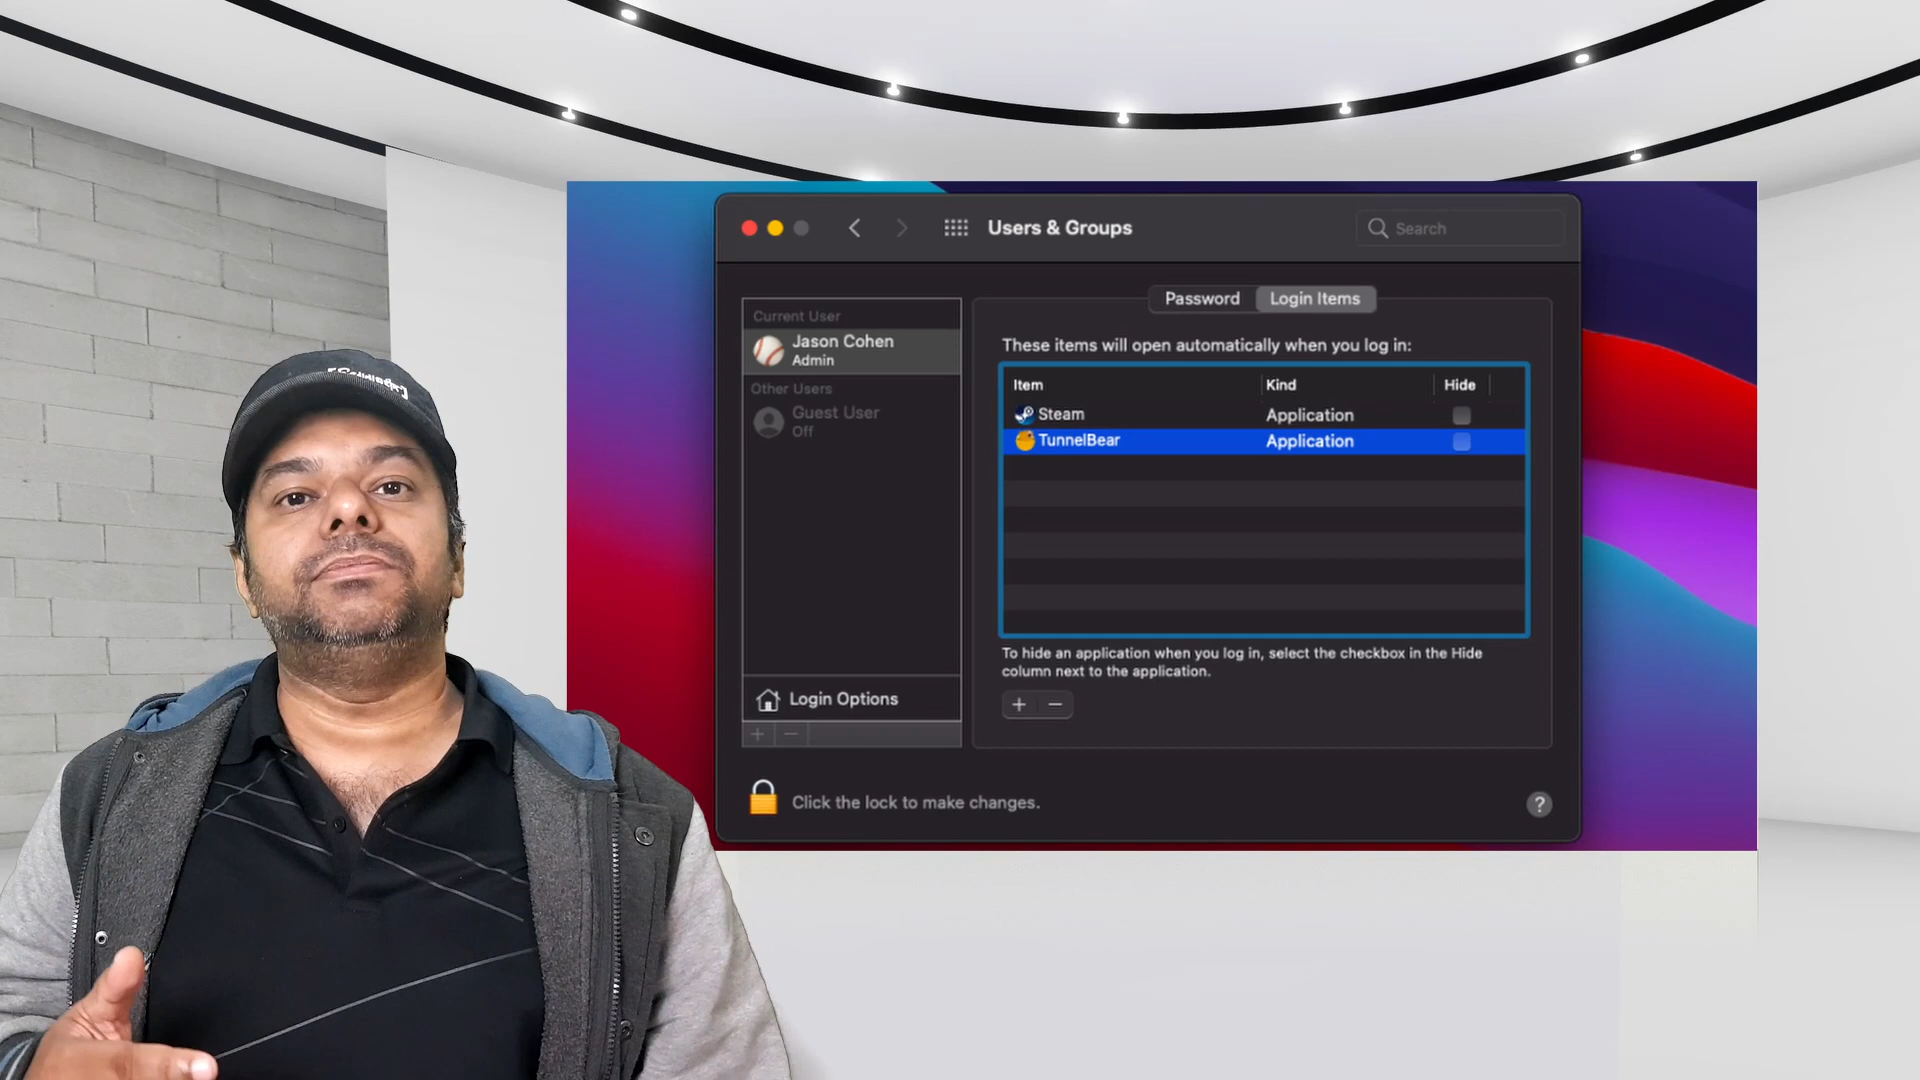 Users & Groups
Search
Password
Login Items
Current User
Jason Cohen
Admin
Other Users
Guest User
Off
Login Options
These items will open automatically when you log in:
Item Kind Hide
Steam Application
TunnelBear Application
To hide an application when you log in, select the checkbox in the Hide
column next to the application.
Click the lock to make changes.
?